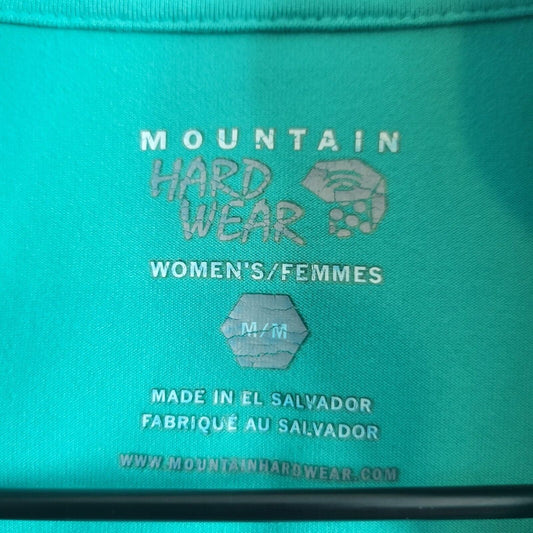 MOUNTAIN
HARD
WEAR
WOMEN'S/FEMMES
M/M
MADE IN EL SALVADOR
FABRIQUÉ AU SALVADOR
WWW.MOUNTAINHARDWEAR.COM